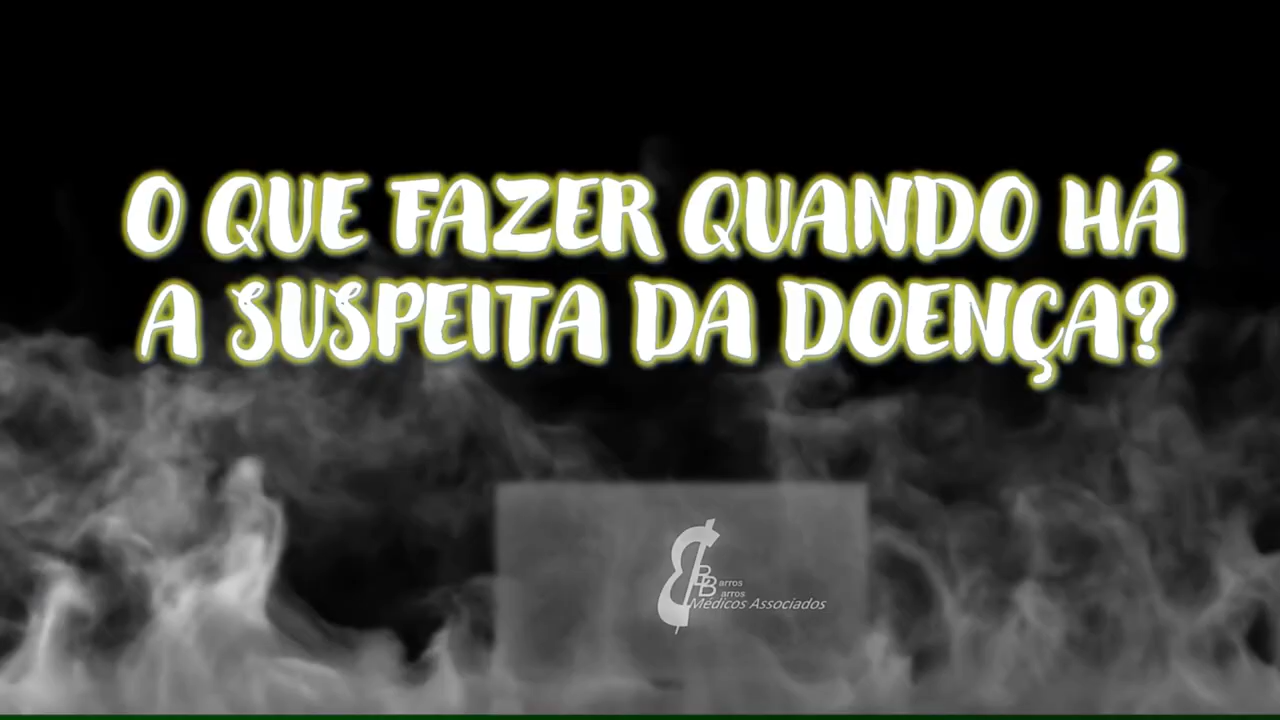 O QUE FAZER QUANDO HÁ
A SUSPEITA DA DOENÇA?
Barros
Barros
Médicos Associados